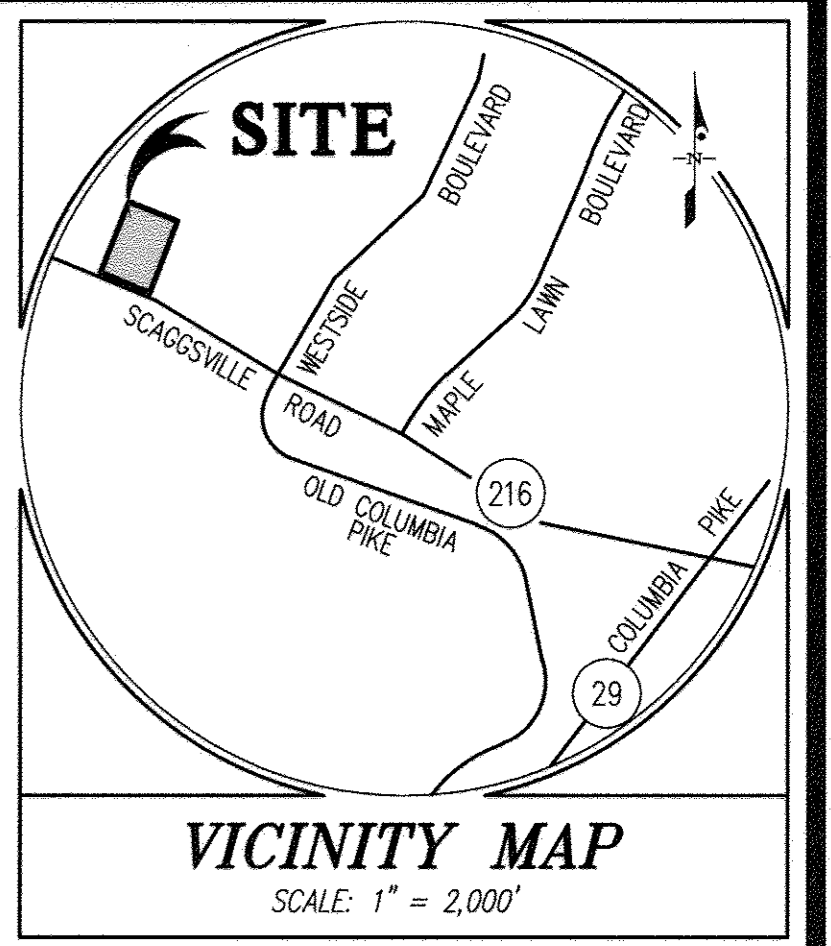 SITE
BOULEVARD
BOULEVARD
N
WESTSIDE
LAWN
SCAGGSVILLE
ROAD
MAPLE
216
OLD COLUMBIA
PIKE
PIKE
COLUMBIA
29
VICINITY MAP
SCALE: 1" = 2,000'